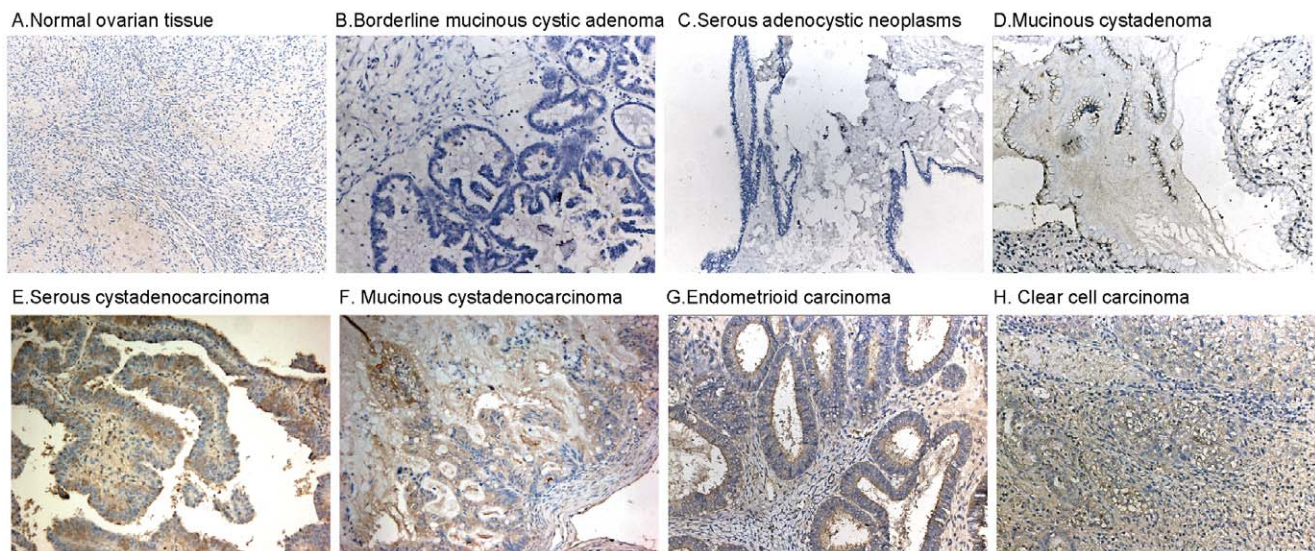 A.Normal ovarian tissue
B.Borderline mucinous cystic adenoma
C.Serous adenocystic neoplasms
D.Mucinous cystadenoma
E.Serous cystadenocarcinoma
F. Mucinous cystadenocarcinoma
G.Endometrioid carcinoma
H. Clear cell carcinoma